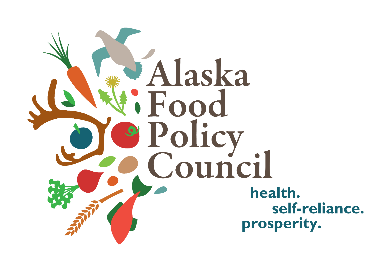 Alaska
Food
Policy
Council
health.
self-reliance.
prosperity.